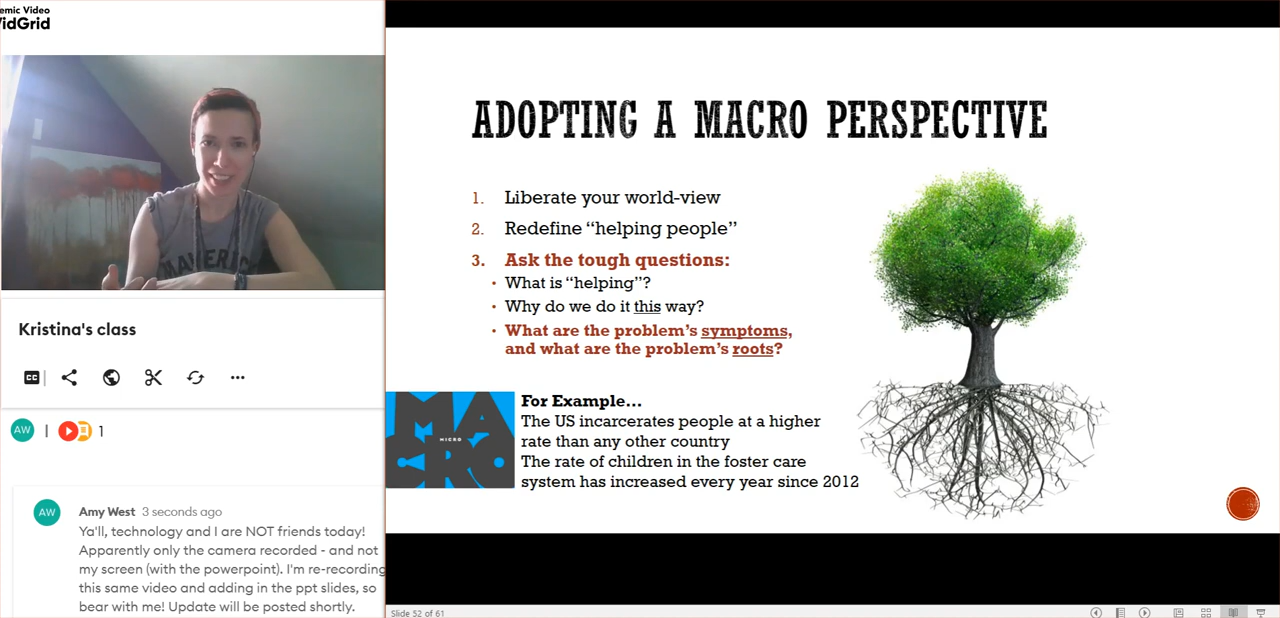 emic Video
VidGrid
MAVERIC
Kristina's class
CC
AW
1
AW
Amy West 3 seconds ago
Ya'll, technology and I are NOT friends today!
Apparently only the camera recorded - and not
my screen (with the powerpoint). I'm re-recording
this same video and adding in the ppt slides, so
bear with me! Update will be posted shortly.
ADOPTING A MACRO PERSPECTIVE
1. Liberate your world-view
2. Redefine “helping people”
3. Ask the tough questions:
• What is “helping”?
• Why do we do it this way?
• What are the problem’s symptoms,
and what are the problem’s roots?
MA
MICRO
CRO
For Example…
The US incarcerates people at a higher
rate than any other country
The rate of children in the foster care
system has increased every year since 2012
Slide 52 of 61